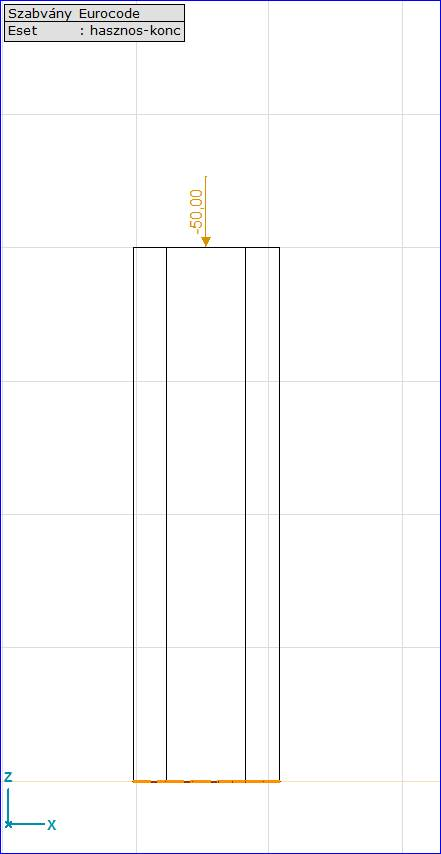 Szabvány Eurocode
Eset : hasznos-konc
-50,00
Z
X